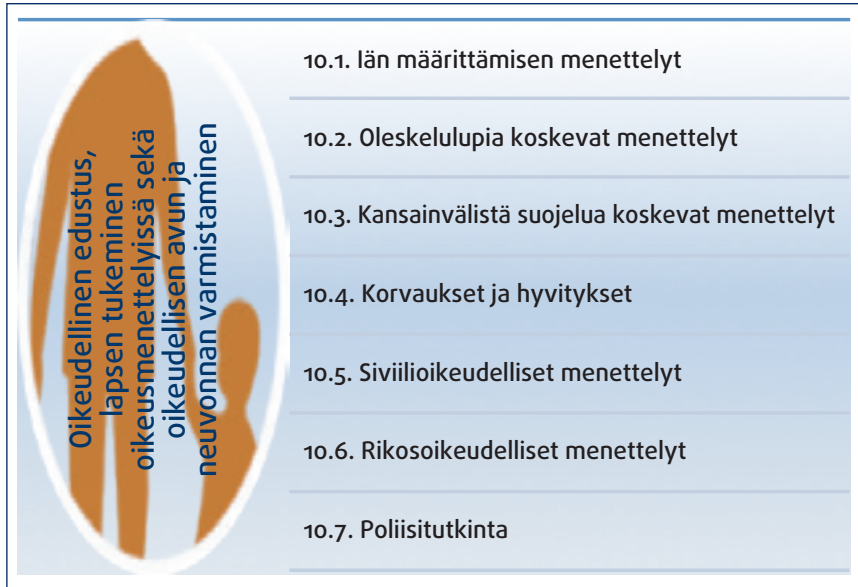 Oikeudellinen edustus,
lapsen tukeminen
oikeusmenettelyissä sekä
oikeudellisen avun ja
neuvonnan varmistaminen
10.1. Iän määrittämisen menettelyt
10.2. Oleskelulupia koskevat menettelyt
10.3. Kansainvälistä suojelua koskevat menettelyt
10.4. Korvaukset ja hyvitykset
10.5. Siviilioikeudelliset menettelyt
10.6. Rikosoikeudelliset menettelyt
10.7. Poliisitutkinta